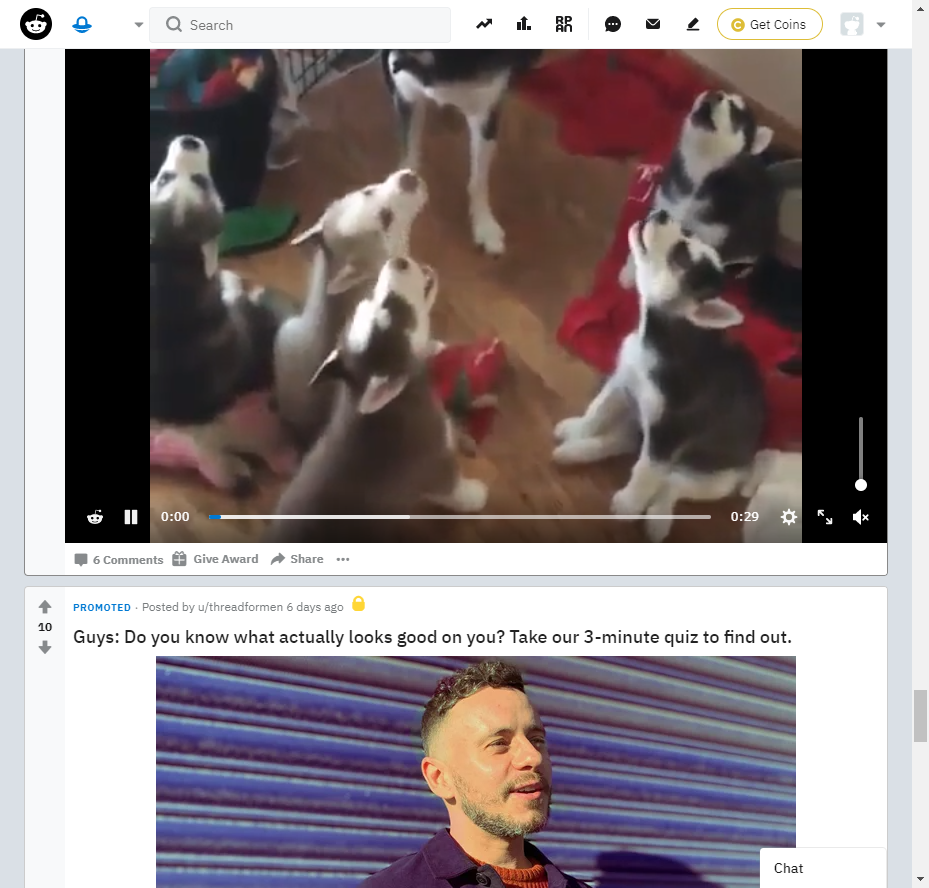 Search
RP
AN
Get Coins
0:00
0:29
6 Comments
Give Award
Share
10
PROMOTED · Posted by u/threadformen 6 days ago
Guys: Do you know what actually looks good on you? Take our 3-minute quiz to find out.
Chat